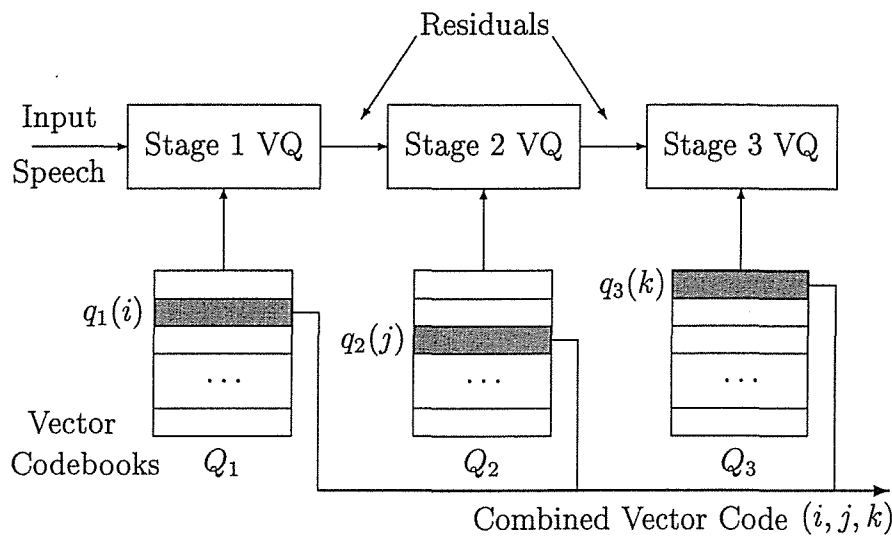 Residuals
Input
Speech
Stage 1 VQ
Stage 2 VQ
Stage 3 VQ
q₁(i)
q₂(j)
q₃(k)
...
...
...
Vector
Codebooks
Q₁
Q₂
Q₃
Combined Vector Code (i, j, k)